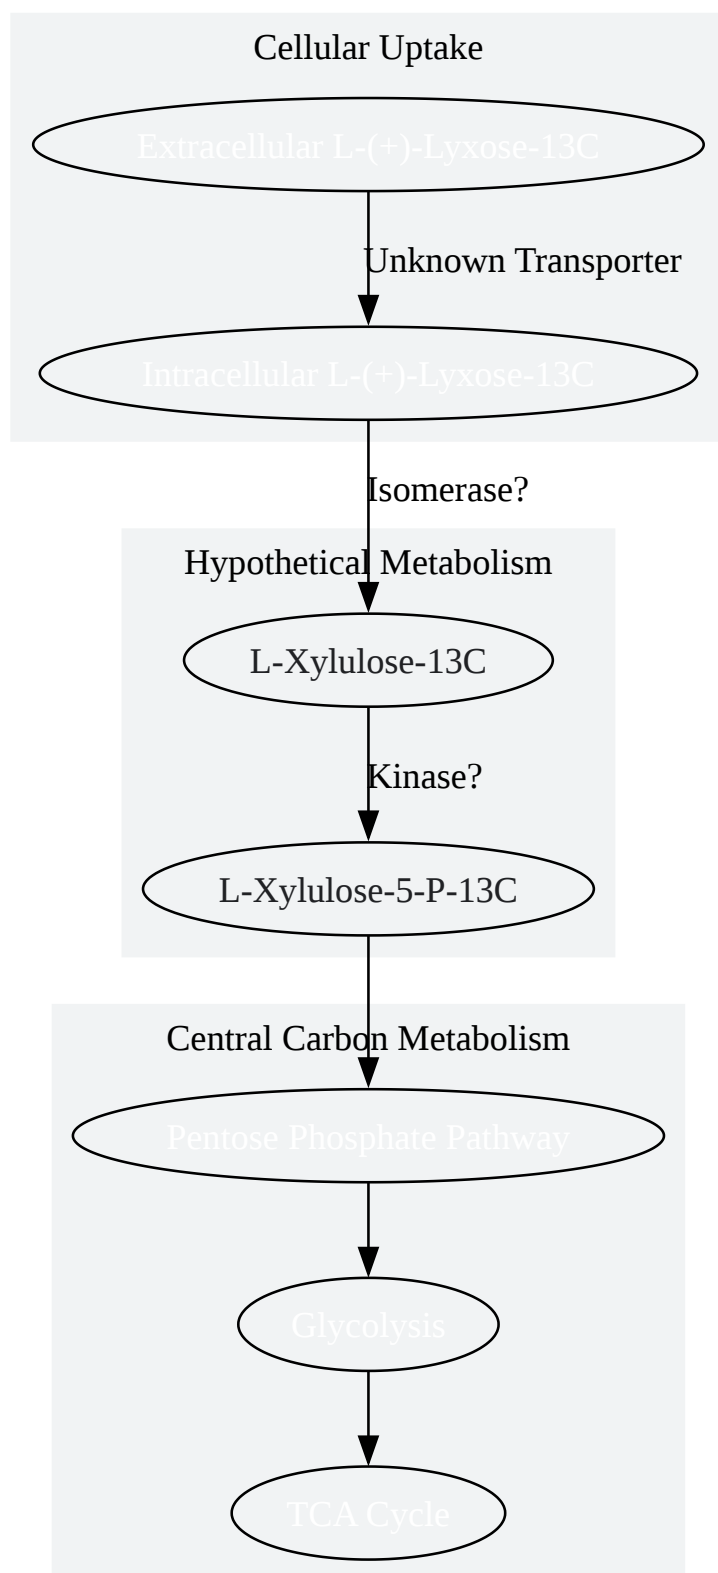 Cellular Uptake
Extracellular L-(+)-Lyxose-13C
Unknown Transporter
Intracellular L-(+)-Lyxose-13C
Isomerase?
Hypothetical Metabolism
L-Xylulose-13C
Kinase?
L-Xylulose-5-P-13C
Central Carbon Metabolism
Pentose Phosphate Pathway
Glycolysis
TCA Cycle